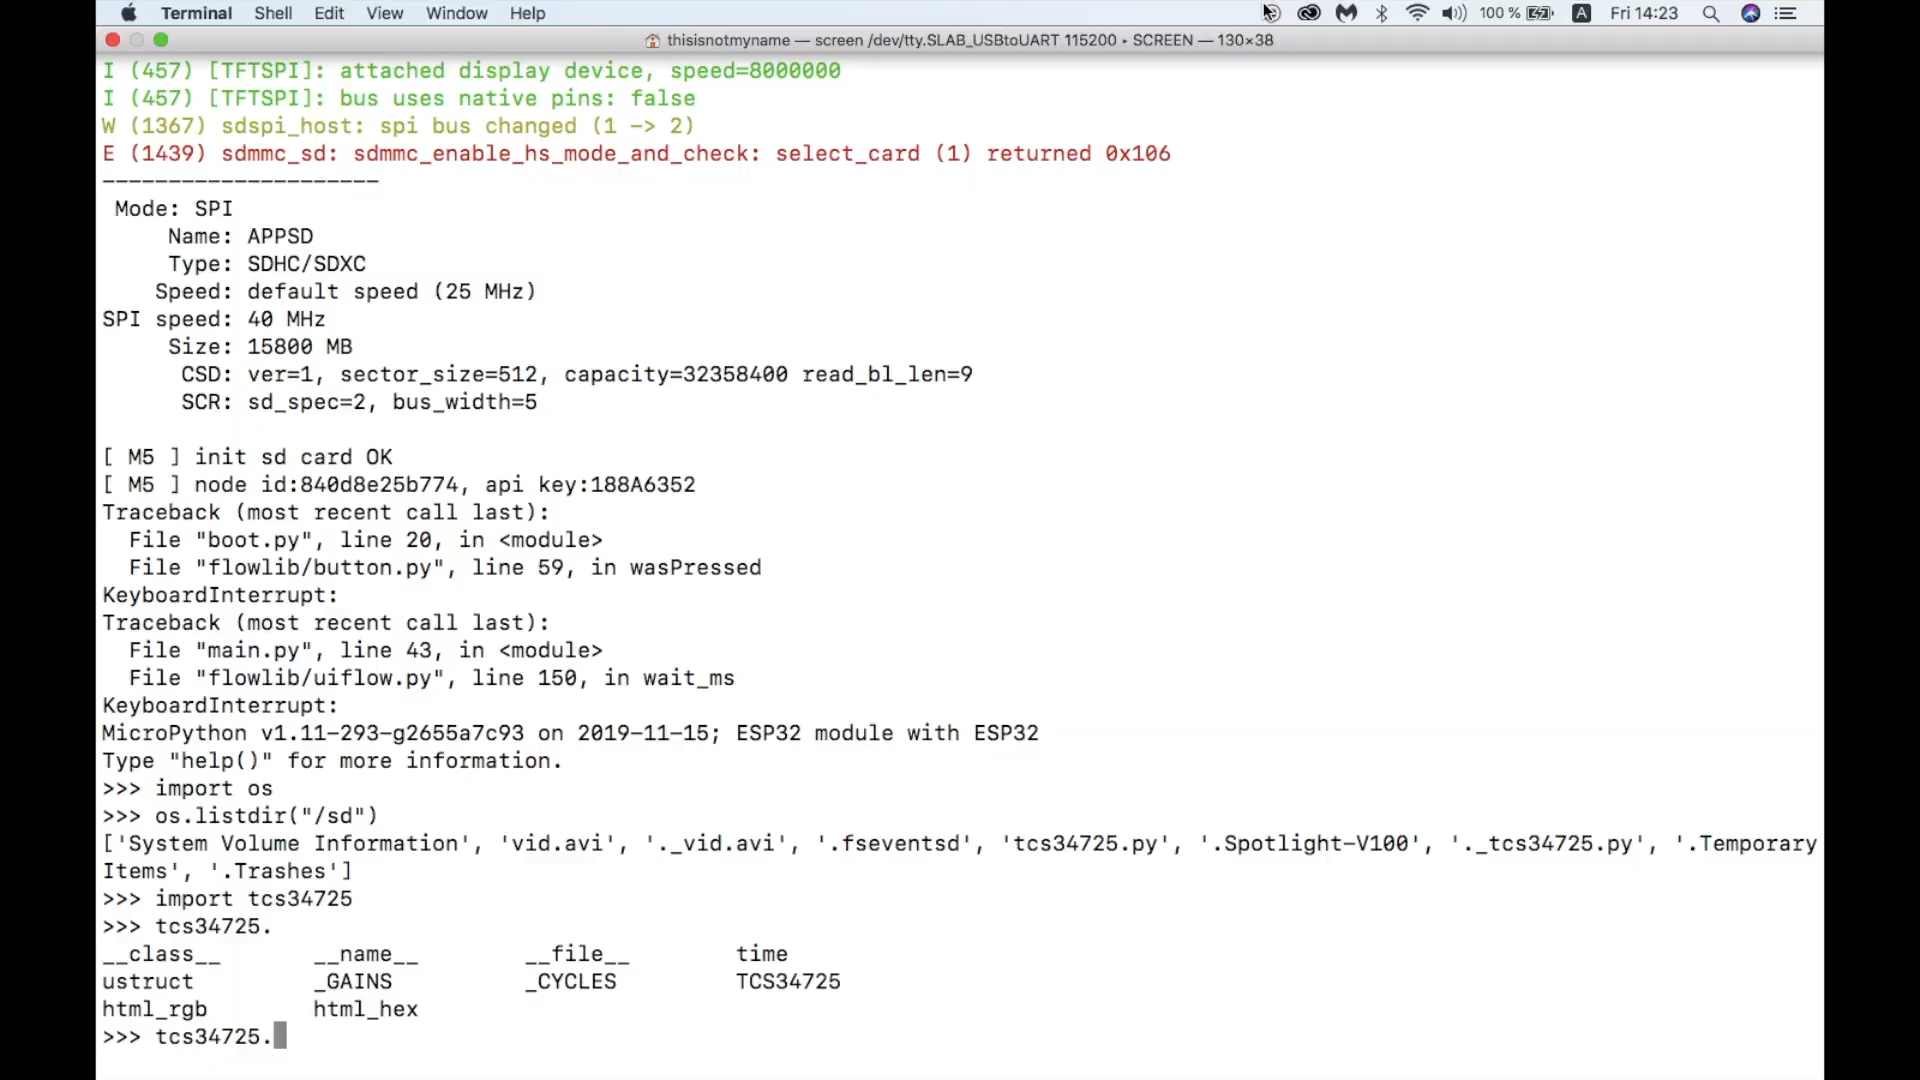 Terminal Shell Edit View Window Help 100 % A Fri 14:23
thisisnotmyname — screen /dev/tty.SLAB_USBtoUART 115200 ▸ SCREEN — 130×38
I (457) [TFTSPI]: attached display device, speed=8000000
I (457) [TFTSPI]: bus uses native pins: false
W (1367) sdspi_host: spi bus changed (1 -> 2)
E (1439) sdmmc_sd: sdmmc_enable_hs_mode_and_check: select_card (1) returned 0x106
---------------------
Mode: SPI
Name: APPSD
Type: SDHC/SDXC
Speed: default speed (25 MHz)
SPI speed: 40 MHz
Size: 15800 MB
CSD: ver=1, sector_size=512, capacity=32358400 read_bl_len=9
SCR: sd_spec=2, bus_width=5
[ M5 ] init sd card OK
[ M5 ] node id:840d8e25b774, api key:188A6352
Traceback (most recent call last):
File "boot.py", line 20, in <module>
File "flowlib/button.py", line 59, in wasPressed
KeyboardInterrupt:
Traceback (most recent call last):
File "main.py", line 43, in <module>
File "flowlib/uiflow.py", line 150, in wait_ms
KeyboardInterrupt:
MicroPython v1.11-293-g2655a7c93 on 2019-11-15; ESP32 module with ESP32
Type "help()" for more information.
>>> import os
>>> os.listdir("/sd")
['System Volume Information', 'vid.avi', '._vid.avi', '.fseventsd', 'tcs34725.py', '.Spotlight-V100', '._tcs34725.py', '.Temporary
Items', '.Trashes']
>>> import tcs34725
>>> tcs34725.
__class__ __name__ __file__ time
ustruct _GAINS _CYCLES TCS34725
html_rgb html_hex
>>> tcs34725.